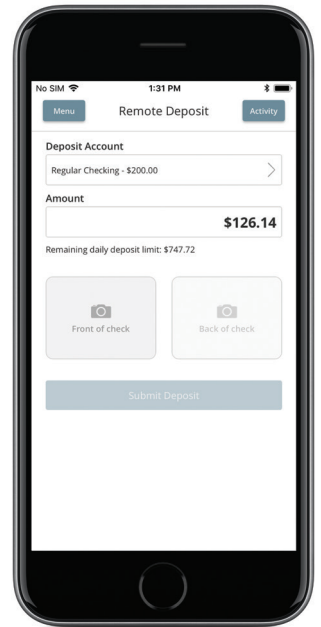 No SIM 1:31 PM
Menu Remote Deposit Activity
Deposit Account
Regular Checking - $200.00
Amount
$126.14
Remaining daily deposit limit: $747.72
Front of check Back of check
Submit Deposit